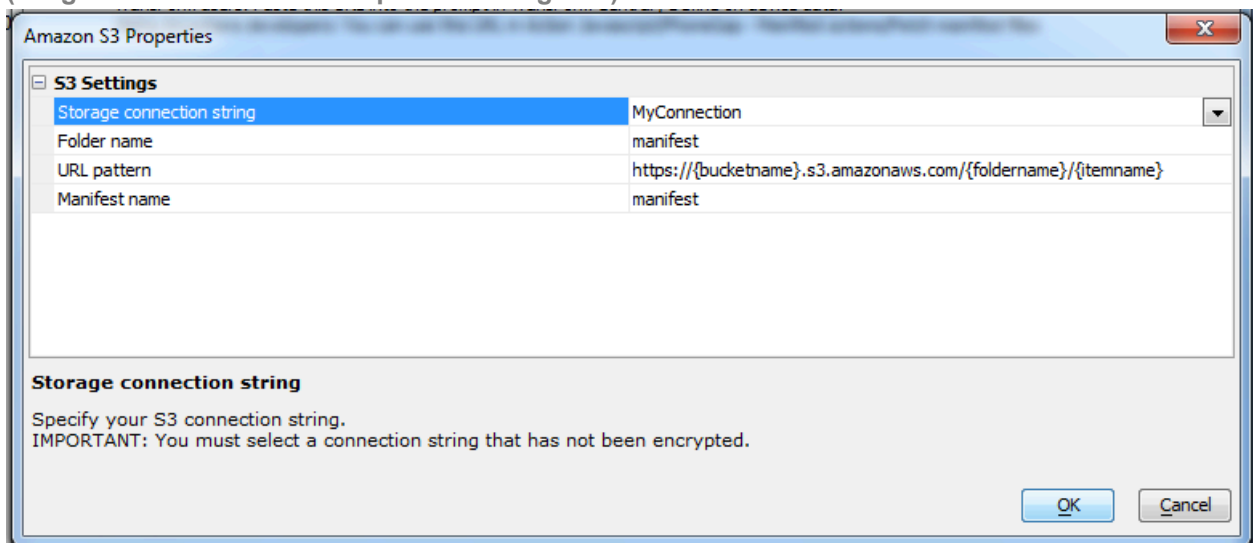 Amazon S3 Properties
S3 Settings
Storage connection string MyConnection
Folder name manifest
URL pattern https://{bucketname}.s3.amazonaws.com/{foldername}/{itemname}
Manifest name manifest
Storage connection string
Specify your S3 connection string.
IMPORTANT: You must select a connection string that has not been encrypted.
OK Cancel